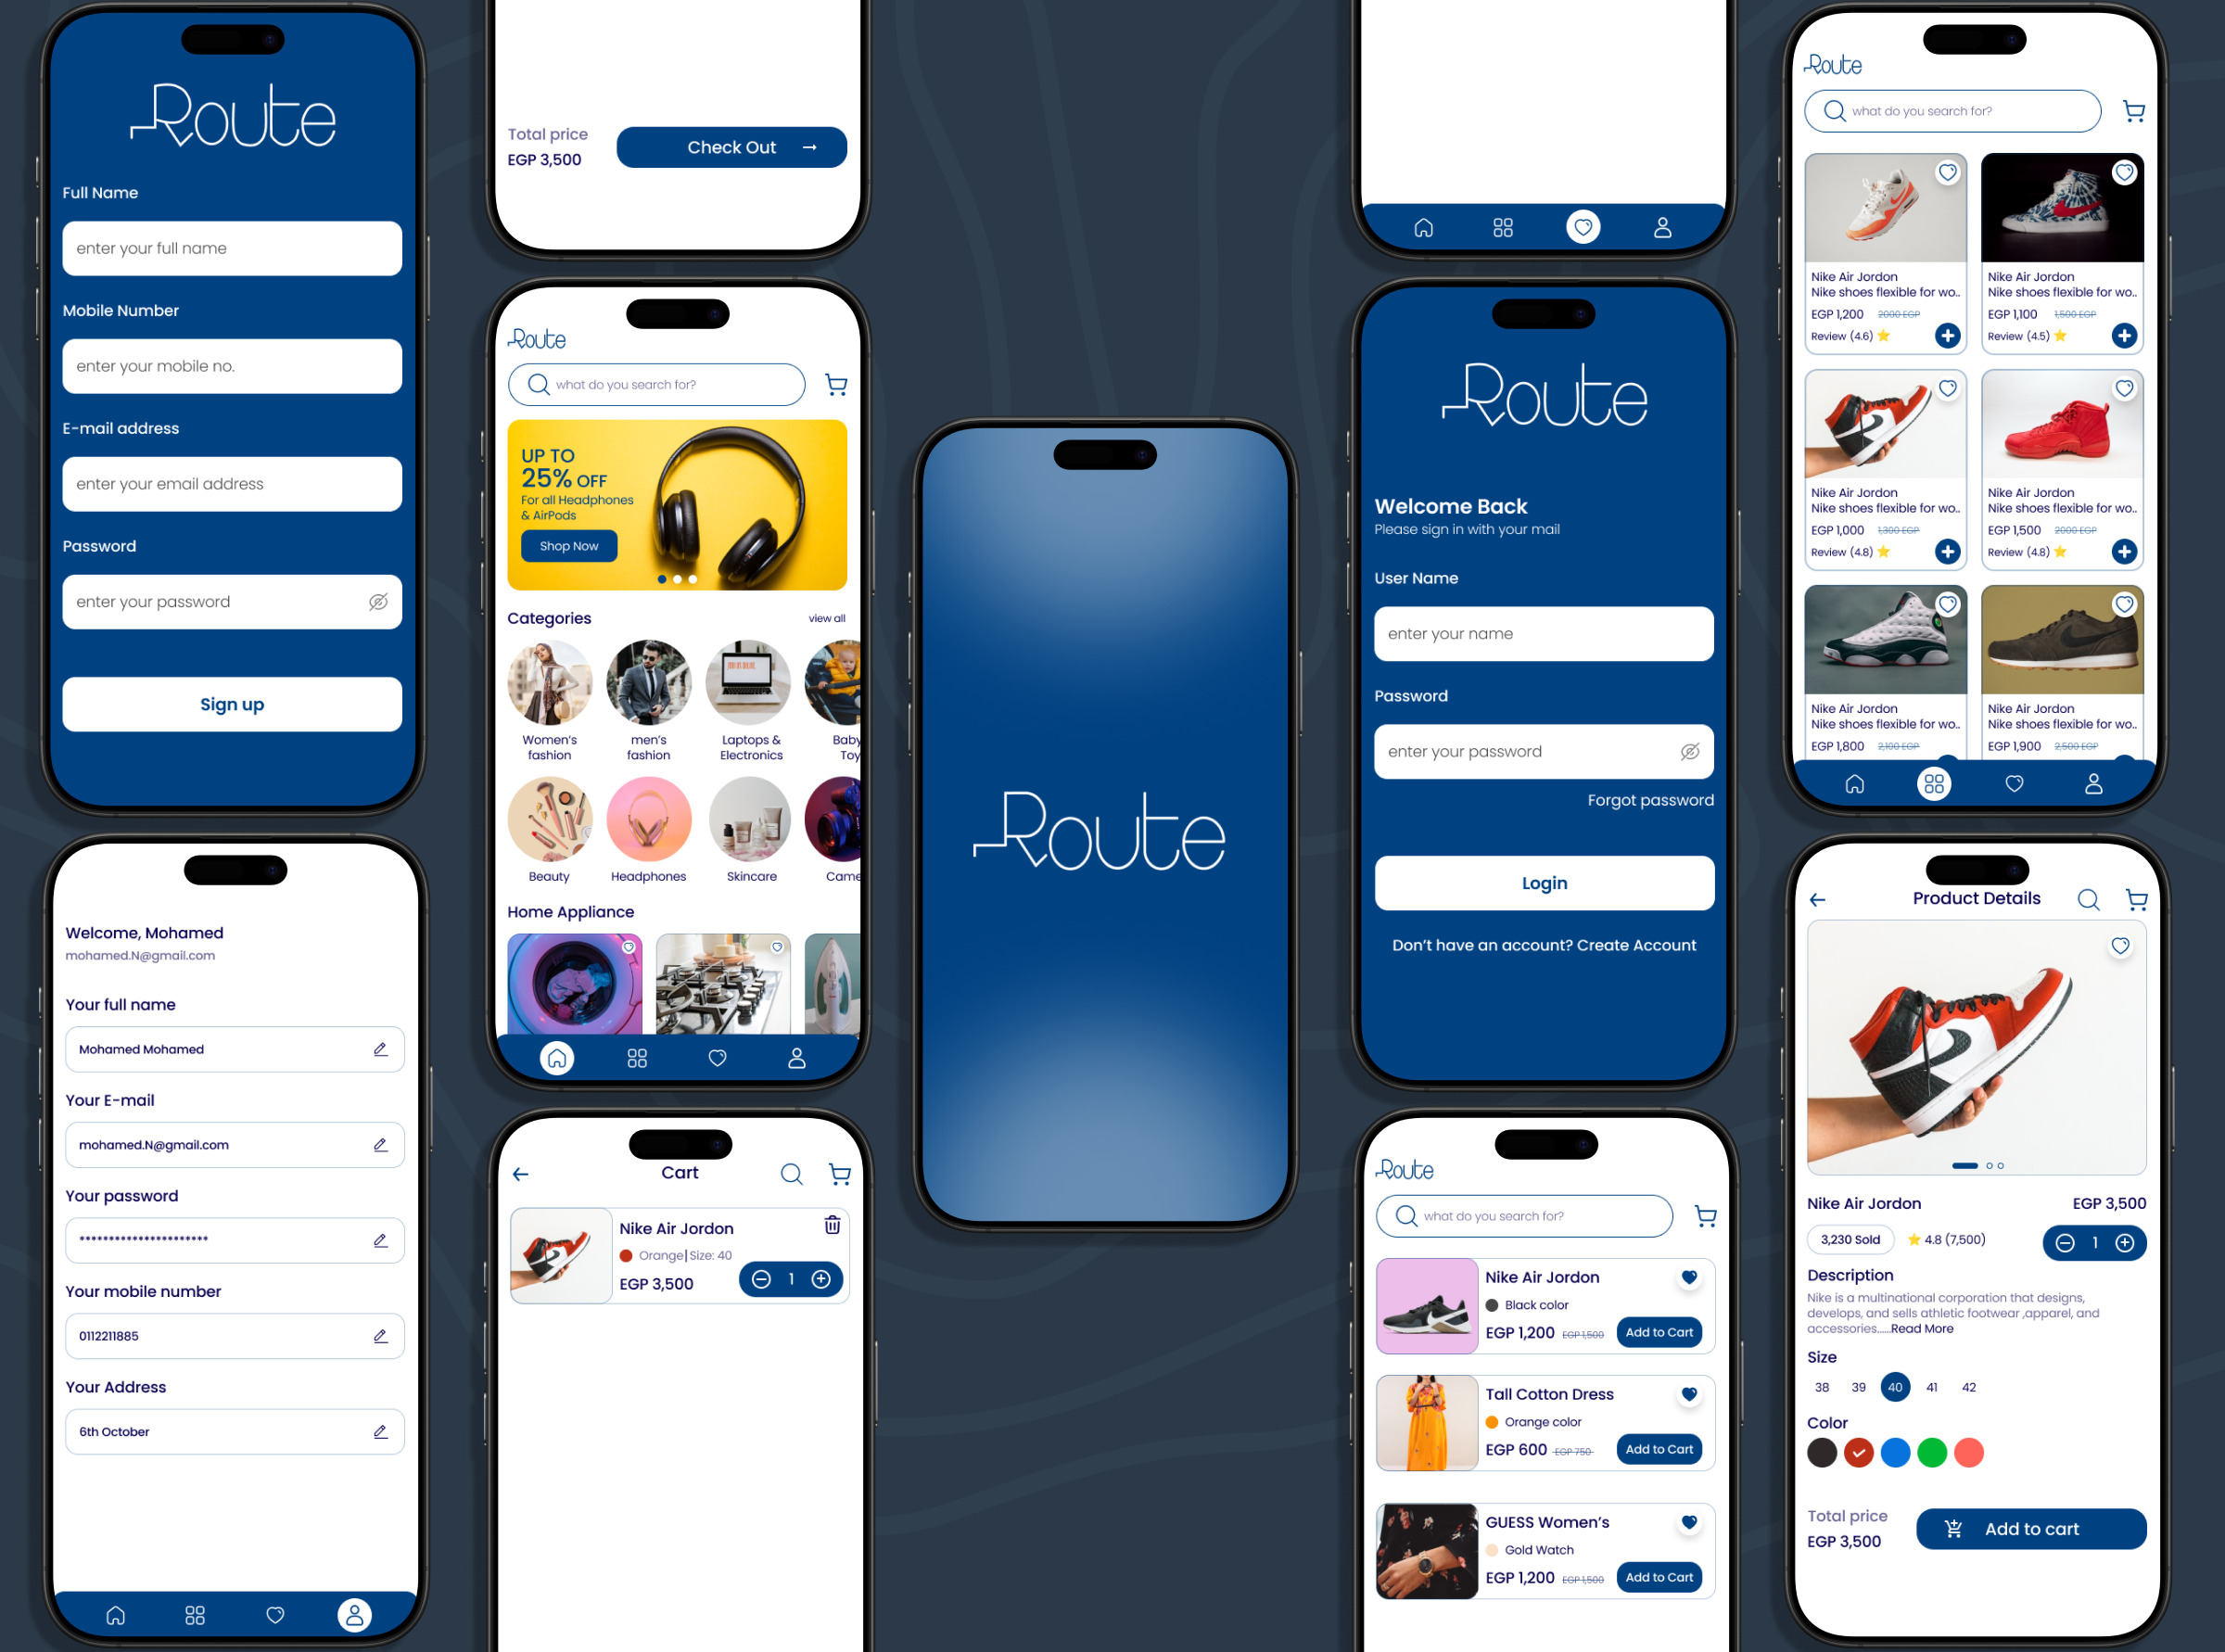 Route
Full Name
enter your full name
Mobile Number
enter your mobile no.
E-mail address
enter your email address
Password
enter your password
Sign up
Welcome, Mohamed
mohamed.N@gmail.com
Your full name
Mohamed Mohamed
Your E-mail
mohamed.N@gmail.com
Your password
**********************
Your mobile number
0112211885
Your Address
6th October
Total price
EGP 3,500
Check Out
Route
what do you search for?
UP TO
25% OFF
For all Headphones
& AirPods
Shop Now
Categories
view all
Women's
fashion
men's
fashion
Laptops &
Electronics
Baby
Toy
Beauty
Headphones
Skincare
Came
Home Appliance
Cart
Nike Air Jordon
Orange| Size: 40
EGP 3,500
1
Route
Route
Welcome Back
Please sign in with your mail
User Name
enter your name
Password
enter your password
Forgot password
Login
Don't have an account? Create Account
Route
what do you search for?
Nike Air Jordon
Black color
EGP 1,200 EGP 1,500
Add to Cart
Tall Cotton Dress
Orange color
EGP 600 EGP 750
Add to Cart
GUESS Women's
Gold Watch
EGP 1,200 EGP 1,500
Add to Cart
Route
what do you search for?
Nike Air Jordon
Nike shoes flexible for wo..
EGP 1,200 2000 EGP
Review (4.6)
Nike Air Jordon
Nike shoes flexible for wo..
EGP 1,100 1,500 EGP
Review (4.5)
Nike Air Jordon
Nike shoes flexible for wo..
EGP 1,000 1,300 EGP
Review (4.8)
Nike Air Jordon
Nike shoes flexible for wo..
EGP 1,500 2000 EGP
Review (4.8)
Nike Air Jordon
Nike shoes flexible for wo..
EGP 1,800 2,100 EGP
Nike Air Jordon
Nike shoes flexible for wo..
EGP 1,900 2,500 EGP
Product Details
Nike Air Jordon
EGP 3,500
3,230 Sold
4.8 (7,500)
1
Description
Nike is a multinational corporation that designs,
develops, and sells athletic footwear ,apparel, and
accessories......Read More
Size
38 39 40 41 42
Color
Total price
EGP 3,500
Add to cart